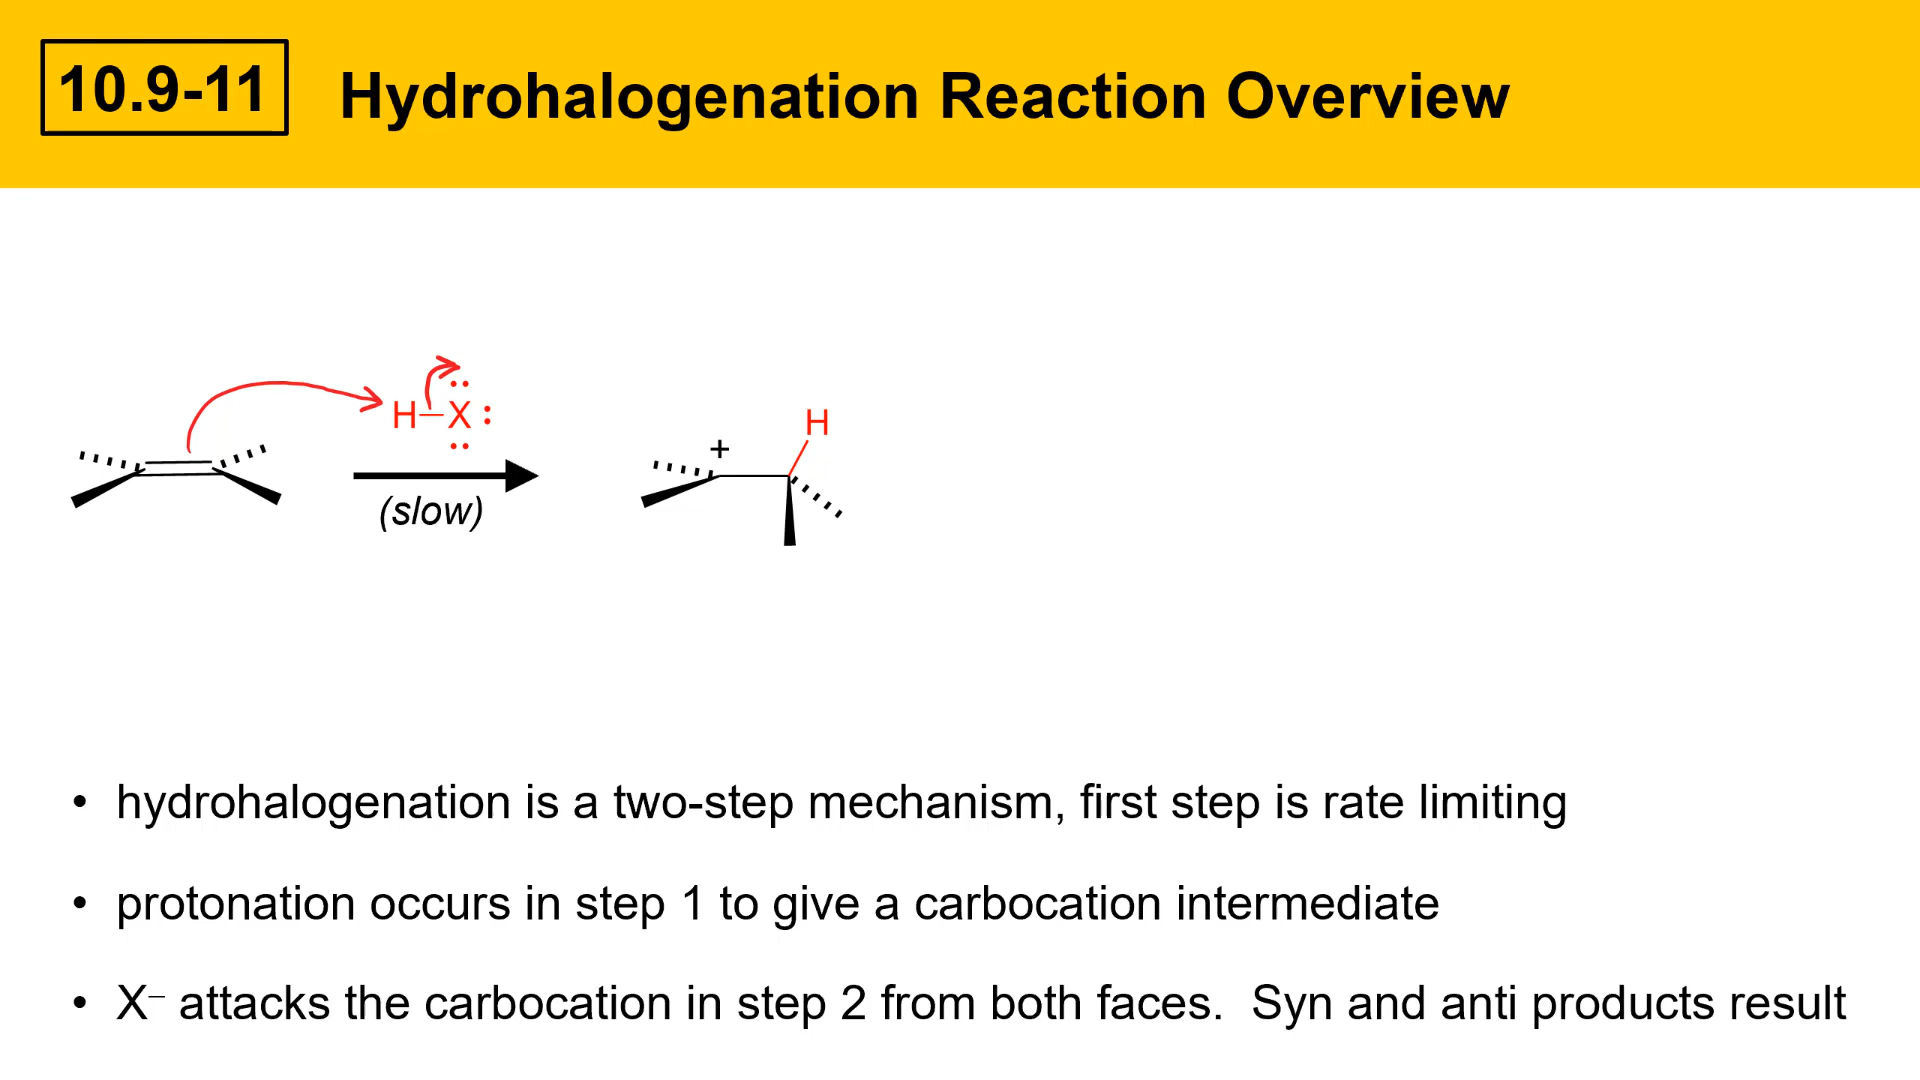 10.9-11
Hydrohalogenation Reaction Overview
H–X
(slow)
+
H
• hydrohalogenation is a two-step mechanism, first step is rate limiting
• protonation occurs in step 1 to give a carbocation intermediate
• X⁻ attacks the carbocation in step 2 from both faces.  Syn and anti products result